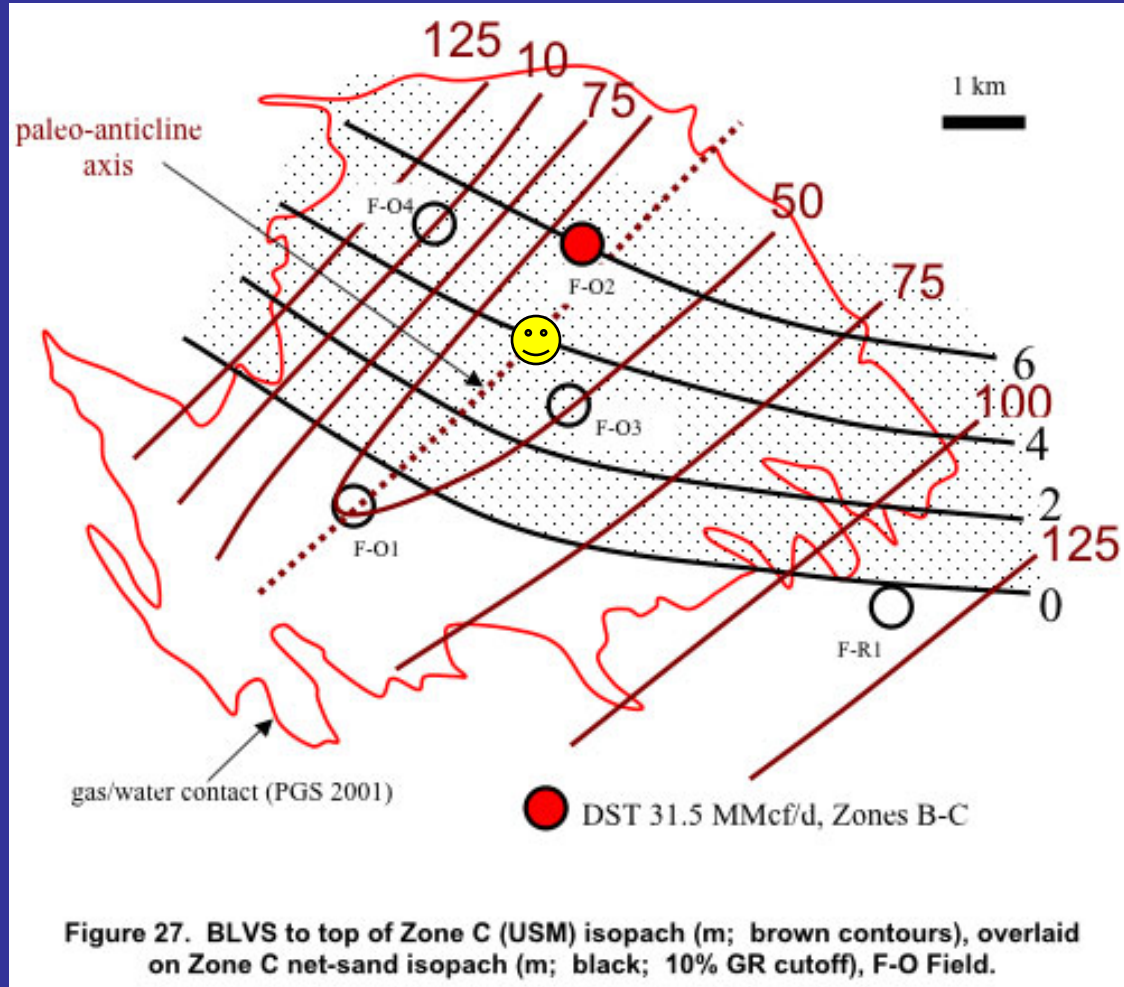 125
10
75
1 km
paleo-anticline
axis
50
F-O4
75
F-O2
6
100
F-O3
4
2
125
F-O1
0
F-R1
gas/water contact (PGS 2001)
DST 31.5 MMcf/d, Zones B-C
Figure 27. BLVS to top of Zone C (USM) isopach (m; brown contours), overlaid
on Zone C net-sand isopach (m; black; 10% GR cutoff), F-O Field.